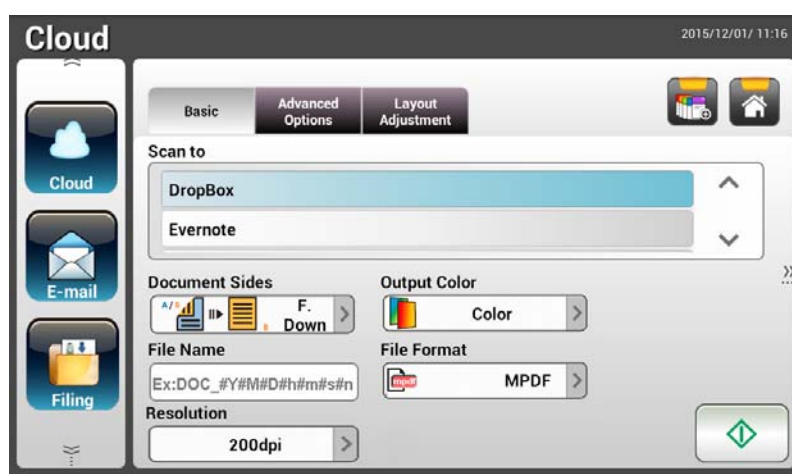 Cloud
2015/12/01/ 11:16
Basic
Advanced
Options
Layout
Adjustment
Scan to
Cloud
DropBox
Evernote
E-mail
Document Sides
Output Color
A/
F.
Down
Color
File Name
File Format
Ex:DOC_#Y#M#D#h#m#s#n
mpdf
MPDF
Filing
Resolution
200dpi